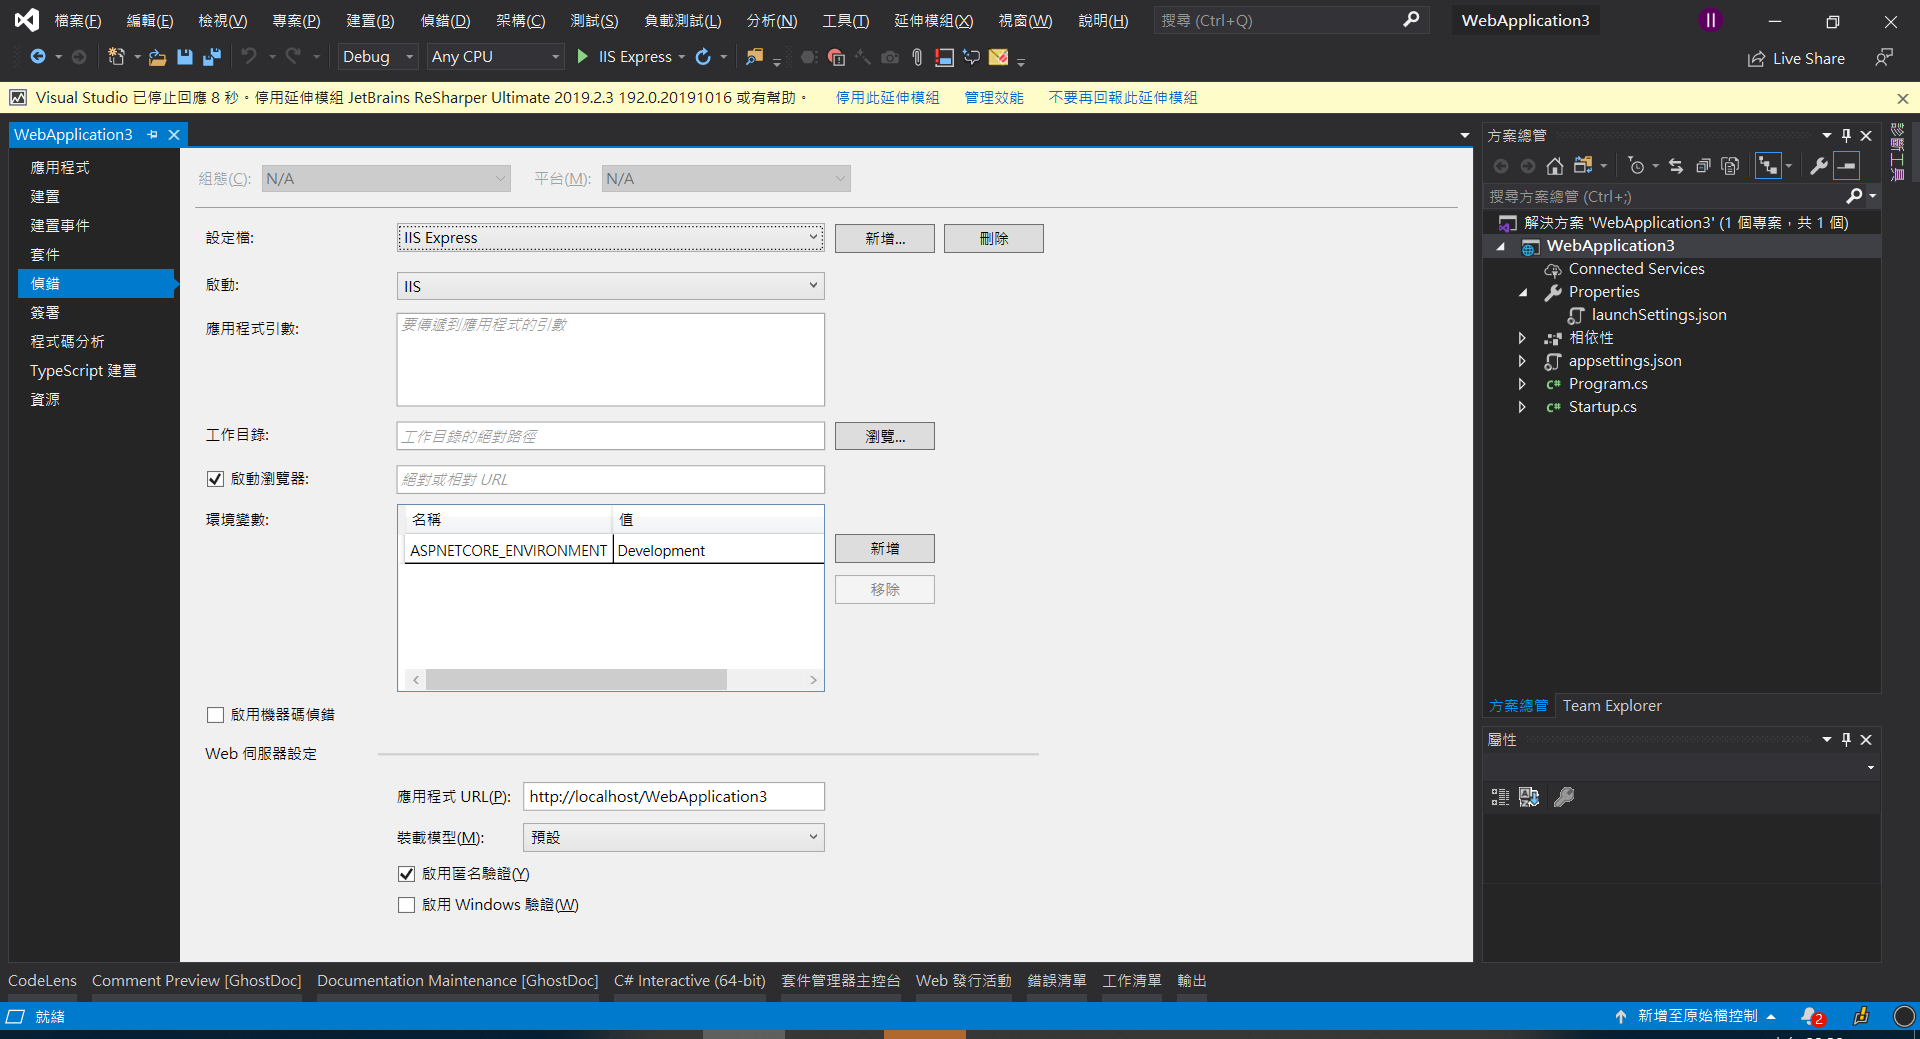 檔案(F) 編輯(E) 檢視(V) 專案(P) 建置(B) 偵錯(D) 架構(C) 測試(S) 負載測試(L) 分析(N) 工具(T) 延伸模組(X) 視窗(W) 說明(H) 搜尋 (Ctrl+Q) WebApplication3 II
Debug Any CPU IIS Express Live Share
Visual Studio 已停止回應 8 秒。停用延伸模組 JetBrains ReSharper Ultimate 2019.2.3 192.0.20191016 或有幫助。 停用此延伸模組 管理效能 不要再回報此延伸模組
WebApplication3
應用程式
建置
建置事件
套件
偵錯
簽署
程式碼分析
TypeScript 建置
資源
組態(C): N/A 平台(M): N/A
設定檔: IIS Express 新增... 刪除
啟動: IIS
應用程式引數: 要傳遞到應用程式的引數
工作目錄: 工作目錄的絕對路徑 瀏覽...
啟動瀏覽器: 絕對或相對 URL
環境變數: 名稱 值
ASPNETCORE_ENVIRONMENT Development 新增
移除
啟用機器碼偵錯
Web 伺服器設定
應用程式 URL(P): http://localhost/WebApplication3
裝載模型(M): 預設
啟用匿名驗證(Y)
啟用 Windows 驗證(W)
方案總管
搜尋方案總管 (Ctrl+;)
解決方案 'WebApplication3' (1 個專案，共 1 個)
WebApplication3
Connected Services
Properties
launchSettings.json
相依性
appsettings.json
C# Program.cs
C# Startup.cs
方案總管 Team Explorer
屬性
診斷工具
CodeLens Comment Preview [GhostDoc] Documentation Maintenance [GhostDoc] C# Interactive (64-bit) 套件管理器主控台 Web 發行活動 錯誤清單 工作清單 輸出
就緒 新增至原始檔控制 2